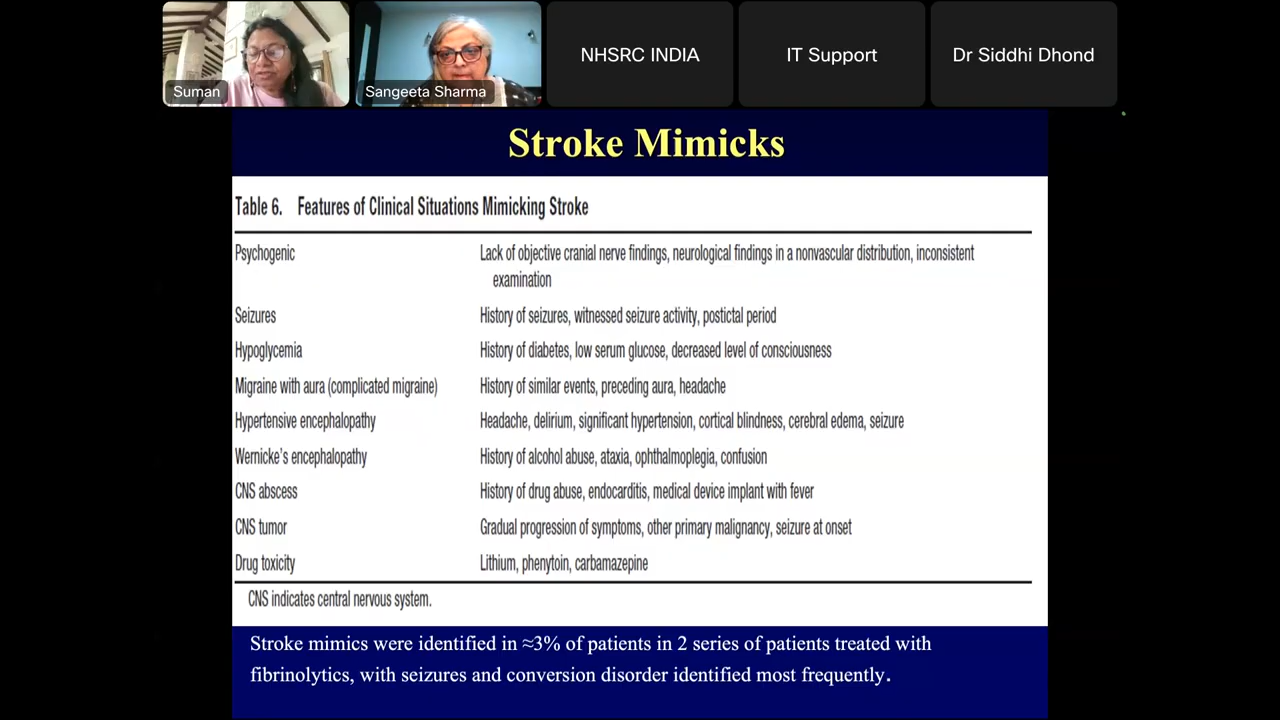 Suman
Sangeeta Sharma
NHSRC INDIA
IT Support
Dr Siddhi Dhond
Stroke Mimicks
Table 6. Features of Clinical Situations Mimicking Stroke
Psychogenic Lack of objective cranial nerve findings, neurological findings in a nonvascular distribution, inconsistent
examination
Seizures History of seizures, witnessed seizure activity, postictal period
Hypoglycemia History of diabetes, low serum glucose, decreased level of consciousness
Migraine with aura (complicated migraine) History of similar events, preceding aura, headache
Hypertensive encephalopathy Headache, delirium, significant hypertension, cortical blindness, cerebral edema, seizure
Wernicke's encephalopathy History of alcohol abuse, ataxia, ophthalmoplegia, confusion
CNS abscess History of drug abuse, endocarditis, medical device implant with fever
CNS tumor Gradual progression of symptoms, other primary malignancy, seizure at onset
Drug toxicity Lithium, phenytoin, carbamazepine
CNS indicates central nervous system.
Stroke mimics were identified in ≈3% of patients in 2 series of patients treated with
fibrinolytics, with seizures and conversion disorder identified most frequently.